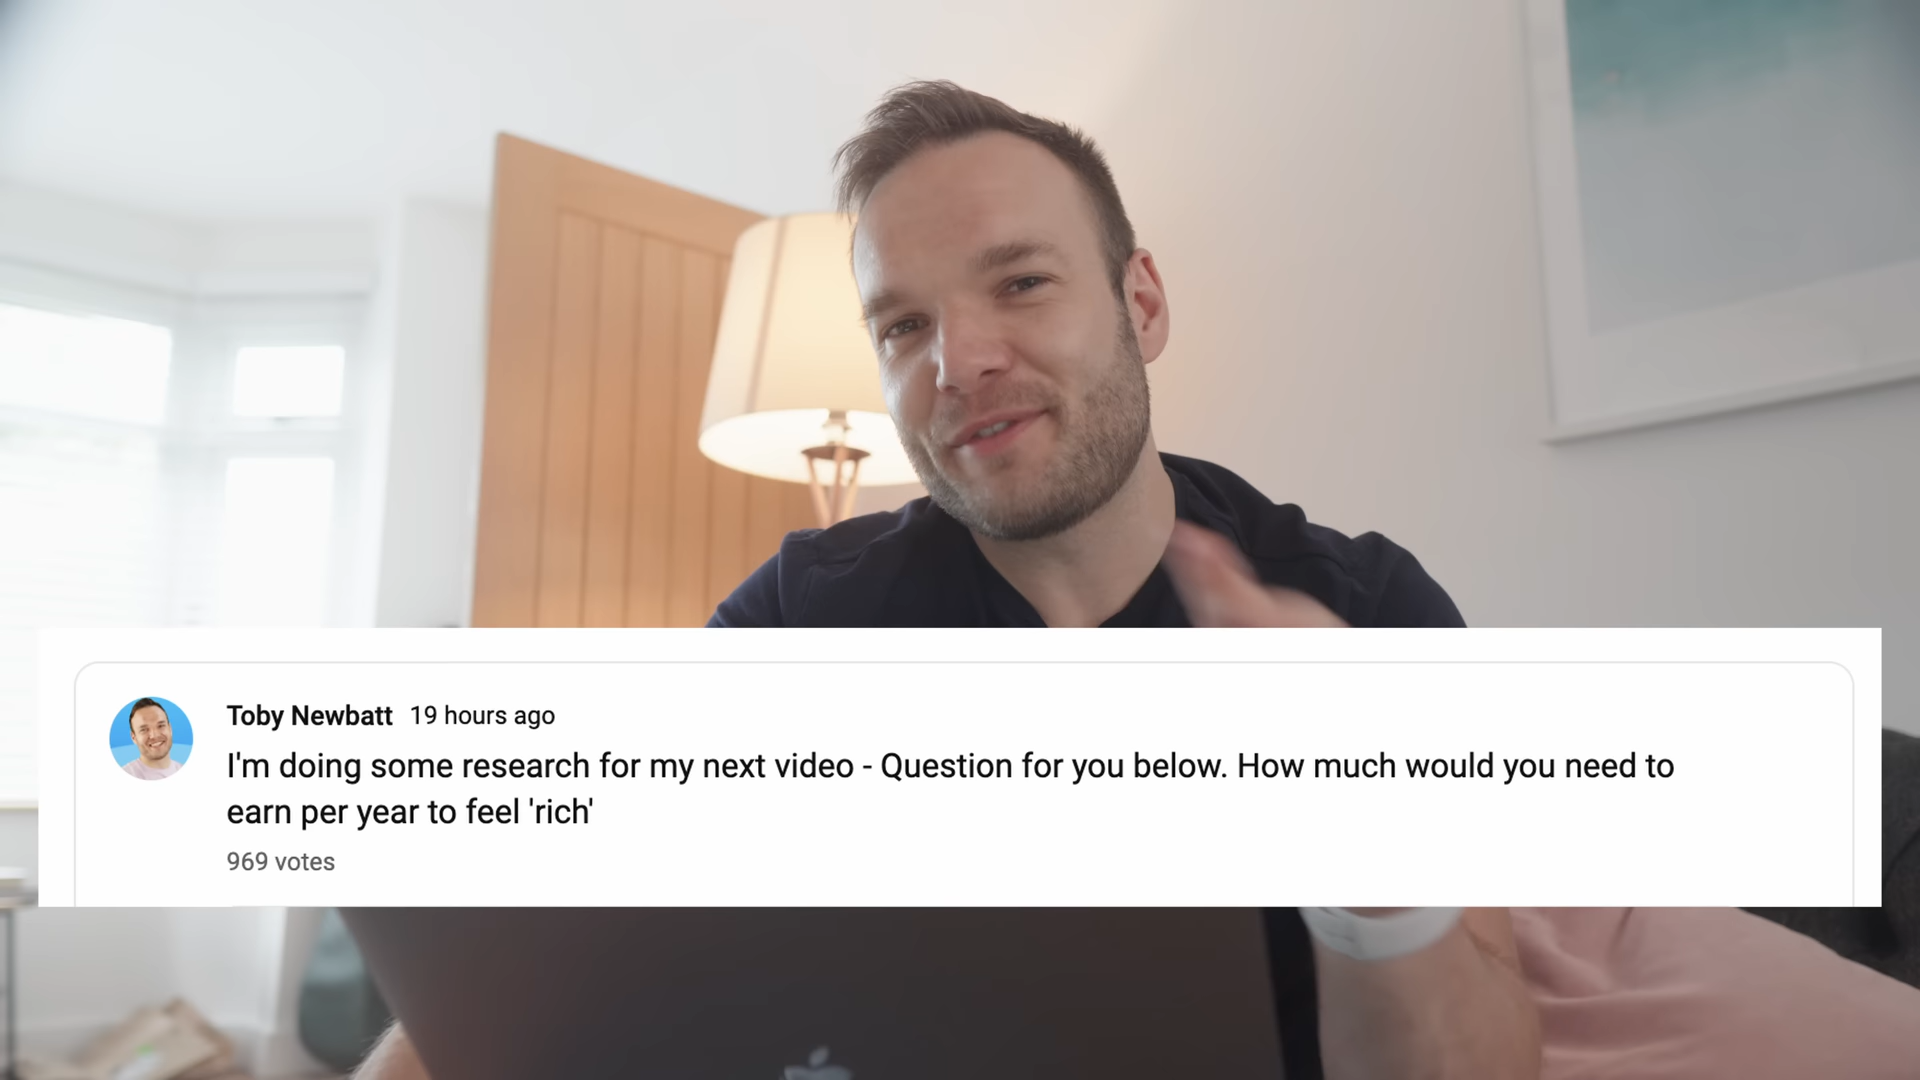 Toby Newbatt 19 hours ago
I'm doing some research for my next video - Question for you below. How much would you need to
earn per year to feel 'rich'
969 votes